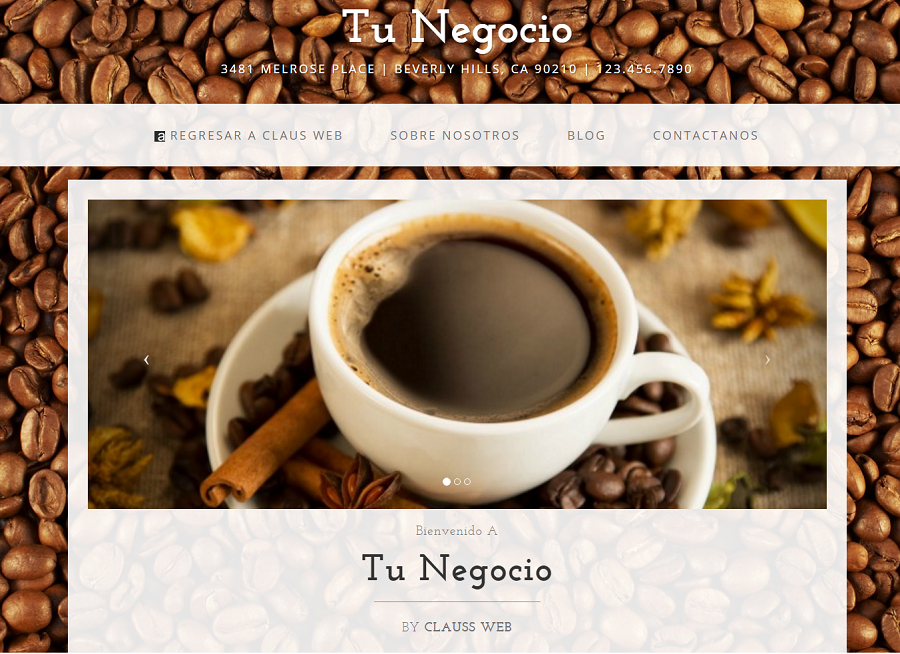 Tu Negocio
3481 MELROSE PLACE | BEVERLY HILLS, CA 90210 | 123.456.7890
a REGRESAR A CLAUS WEB SOBRE NOSOTROS BLOG CONTACTANOS
Bienvenido A
Tu Negocio
BY CLAUSS WEB